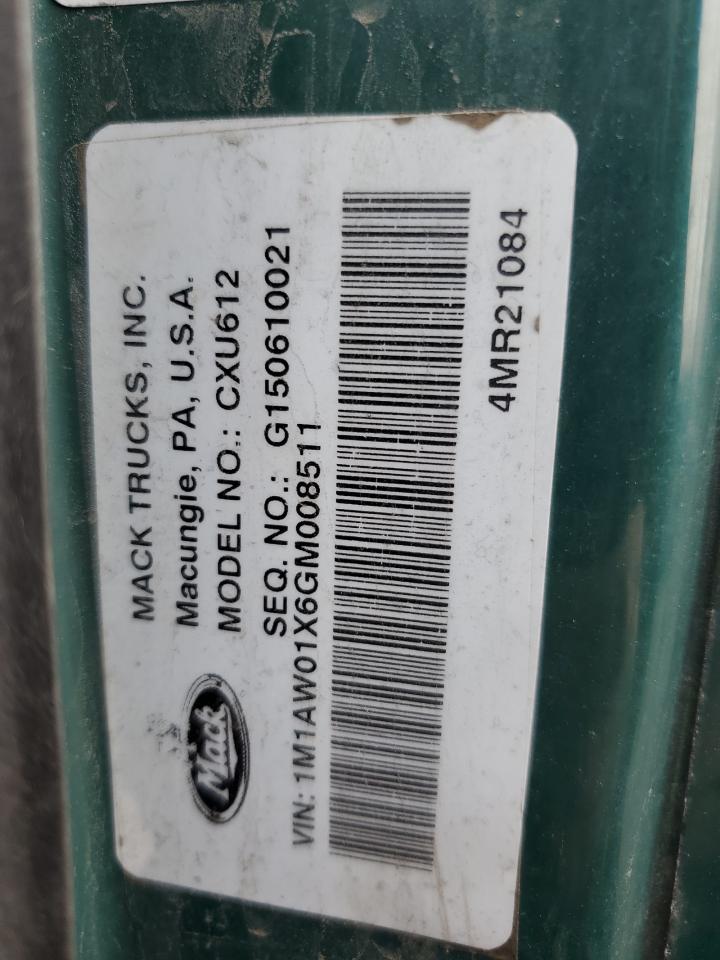 MACK TRUCKS, INC.
Macungie, PA, U.S.A.
MODEL NO.: CXU612
SEQ. NO.: G150610021
Mack
VIN: 1M1AW01X6GM008511
4MR21084